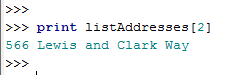 >>>
>>> print listAddresses[2]
566 Lewis and Clark Way
>>>